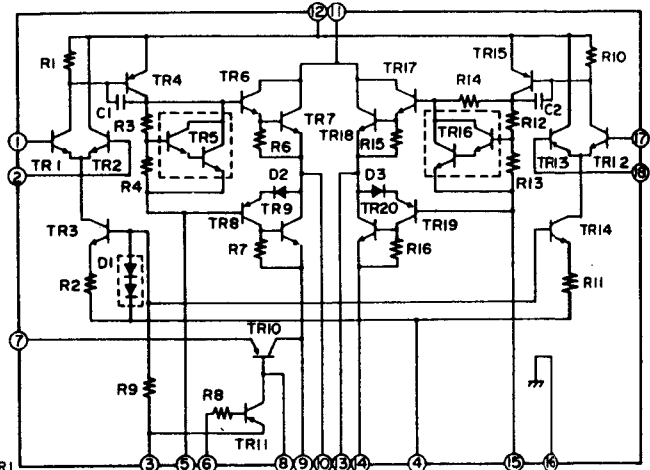 12 11
R1 TR4 TR6 TR17 TR15 R10
R14
C1 C2
R3 TR5 TR7 TR18 TR16 R12
1 R6 R15 17
TR1 TR2 TR13 TR12
2 R4 D2 D3 R13 18
TR8 TR9 TR20 TR19
TR3 R7 R16 TR14
D1
R2 R11
7 TR10
R9 R8
TR11
R1
3 5 6 8 9 10 13 14 4 15 16